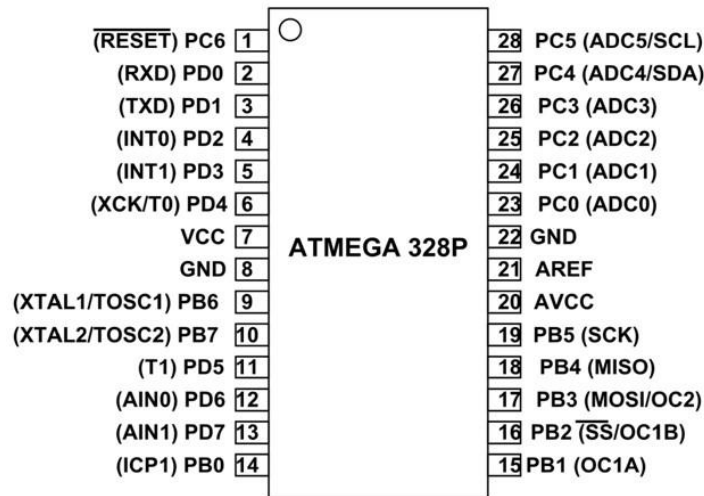 (RESET) PC6 1
(RXD) PD0 2
(TXD) PD1 3
(INT0) PD2 4
(INT1) PD3 5
(XCK/T0) PD4 6
VCC 7
GND 8
(XTAL1/TOSC1) PB6 9
(XTAL2/TOSC2) PB7 10
(T1) PD5 11
(AIN0) PD6 12
(AIN1) PD7 13
(ICP1) PB0 14
ATMEGA 328P
28 PC5 (ADC5/SCL)
27 PC4 (ADC4/SDA)
26 PC3 (ADC3)
25 PC2 (ADC2)
24 PC1 (ADC1)
23 PC0 (ADC0)
22 GND
21 AREF
20 AVCC
19 PB5 (SCK)
18 PB4 (MISO)
17 PB3 (MOSI/OC2)
16 PB2 (SS/OC1B)
15 PB1 (OC1A)